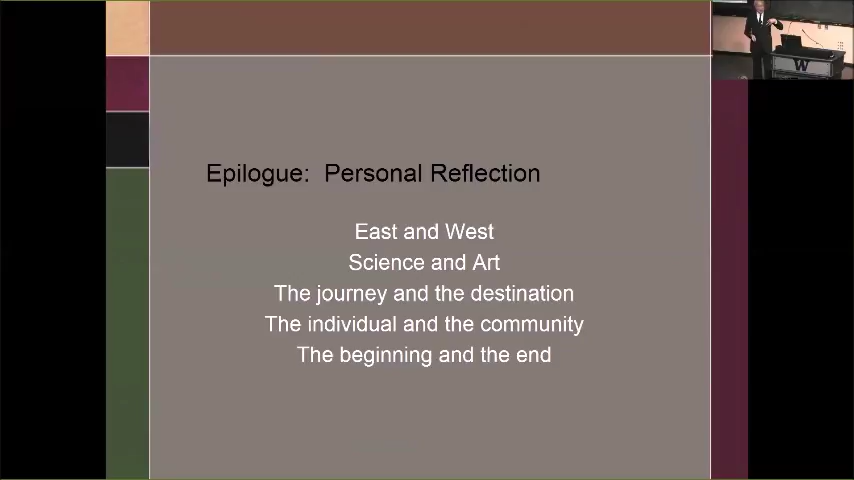 W
Epilogue:  Personal Reflection
East and West
Science and Art
The journey and the destination
The individual and the community
The beginning and the end